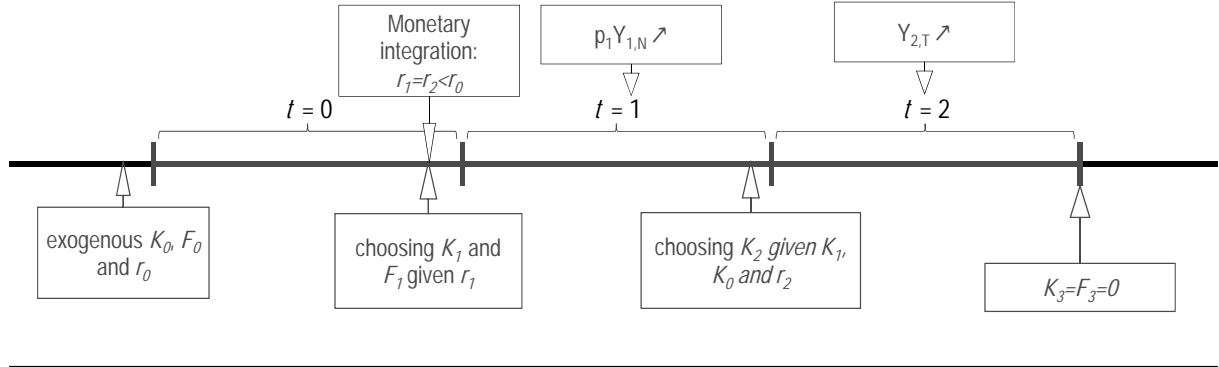 Monetary
integration:
r₁=r₂<r₀
p₁Y₁,N ↗
Y₂,T ↗
t = 0
t = 1
t = 2
exogenous K₀, F₀
and r₀
choosing K₁ and
F₁ given r₁
choosing K₂ given K₁,
K₀ and r₂
K₃=F₃=0